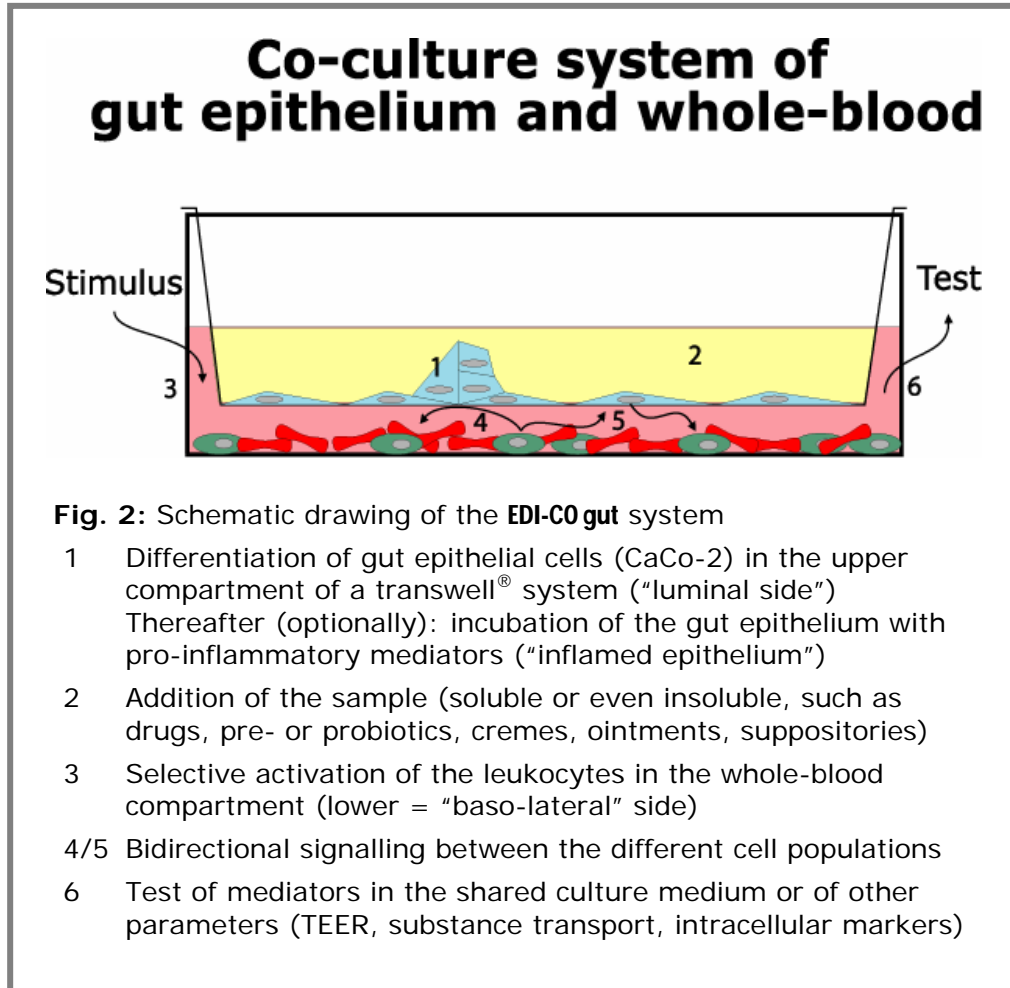 Co-culture system of
gut epithelium and whole-blood
Stimulus
Test
1
2
3
6
4
5
Fig. 2: Schematic drawing of the EDI-CO gut system
1 Differentiation of gut epithelial cells (CaCo-2) in the upper
compartment of a transwell® system ("luminal side")
Thereafter (optionally): incubation of the gut epithelium with
pro-inflammatory mediators ("inflamed epithelium")
2 Addition of the sample (soluble or even insoluble, such as
drugs, pre- or probiotics, cremes, ointments, suppositories)
3 Selective activation of the leukocytes in the whole-blood
compartment (lower = "baso-lateral" side)
4/5 Bidirectional signalling between the different cell populations
6 Test of mediators in the shared culture medium or of other
parameters (TEER, substance transport, intracellular markers)